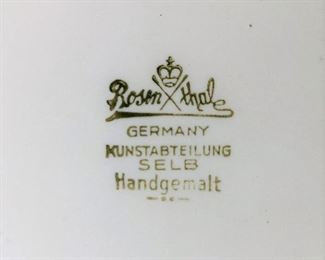 Rosenthal
GERMANY
KUNSTABTEILUNG
SELB
Handgemalt